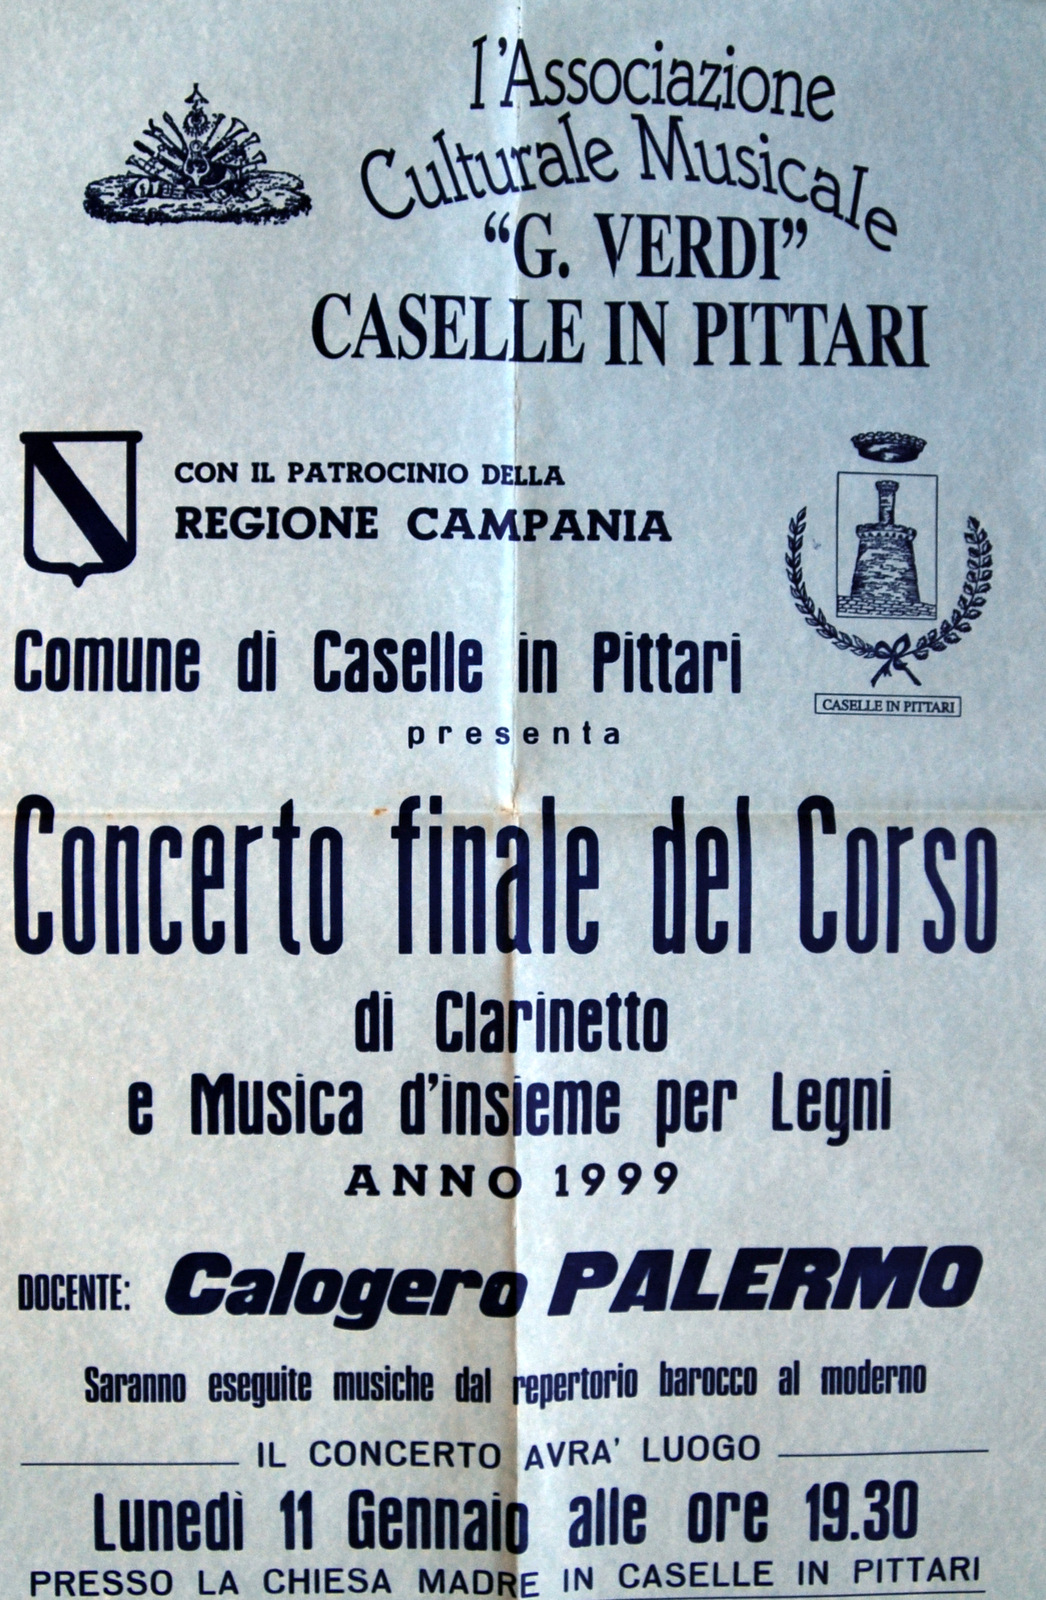 l'Associazione
Culturale Musicale
“G. VERDI”
CASELLE IN PITTARI
CON IL PATROCINIO DELLA
REGIONE CAMPANIA
Comune di Caselle in Pittari
CASELLE IN PITTARI
presenta
Concerto finale del Corso
di Clarinetto
e Musica d'insieme per Legni
ANNO 1999
DOCENTE: Calogero PALERMO
Saranno eseguite musiche dal repertorio barocco al moderno
IL CONCERTO AVRA' LUOGO
Lunedì 11 Gennaio alle ore 19.30
PRESSO LA CHIESA MADRE IN CASELLE IN PITTARI